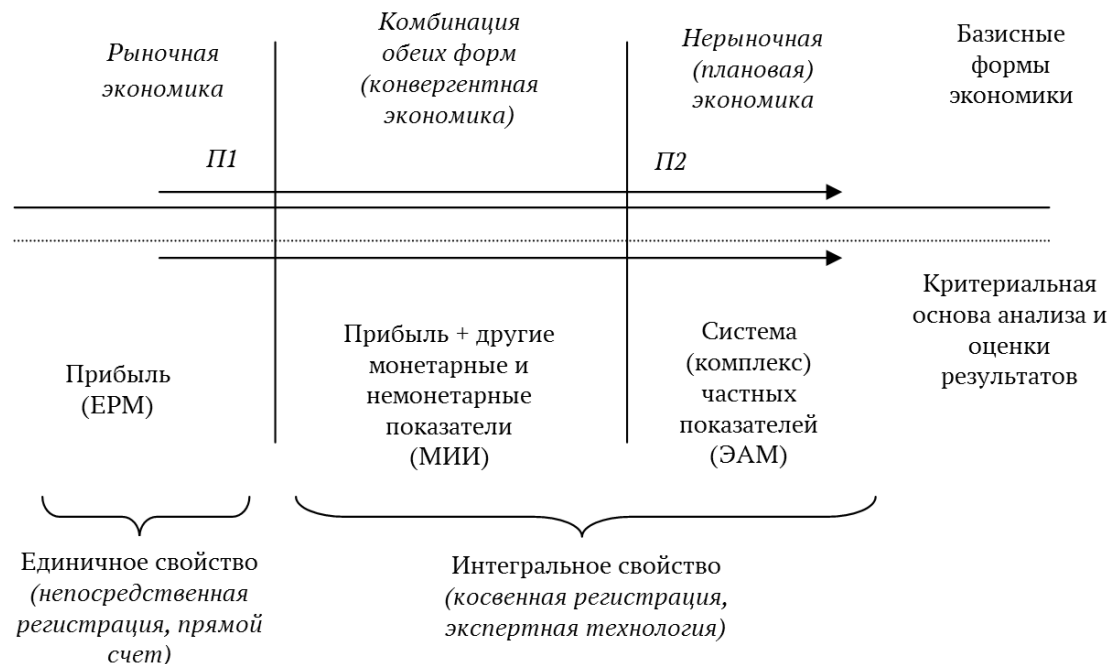 Рыночная
экономика
Комбинация
обеих форм
(конвергентная
экономика)
Нерыночная
(плановая)
экономика
Базисные
формы
экономики
П1
П2
Прибыль
(ЕРМ)
Прибыль + другие
монетарные и
немонетарные
показатели
(МИИ)
Система
(комплекс)
частных
показателей
(ЭАМ)
Критериальная
основа анализа и
оценки
результатов
Единичное свойство
(непосредственная
регистрация, прямой
счет)
Интегральное свойство
(косвенная регистрация,
экспертная технология)